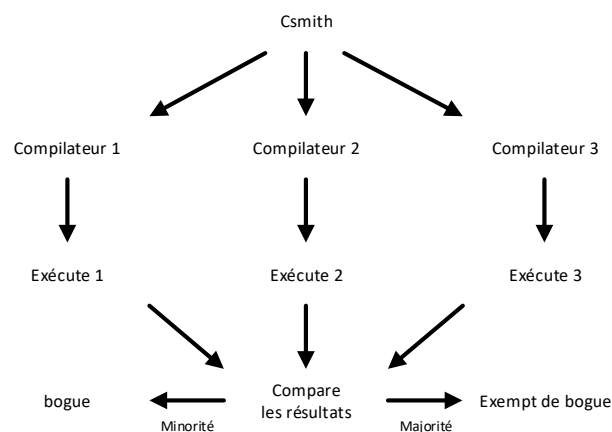 Csmith
Compilateur 1
Compilateur 2
Compilateur 3
Exécute 1
Exécute 2
Exécute 3
bogue
Minorité
Compare
les résultats
Majorité
Exempt de bogue